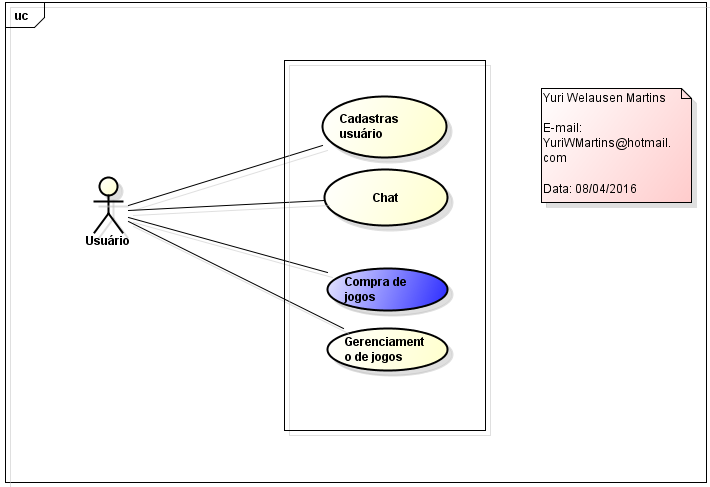 uc
Cadastras
usuário
Chat
Usuário
Compra de
jogos
Gerenciament
o de jogos
Yuri Welausen Martins
E-mail:
YuriWMartins@hotmail.
com
Data: 08/04/2016